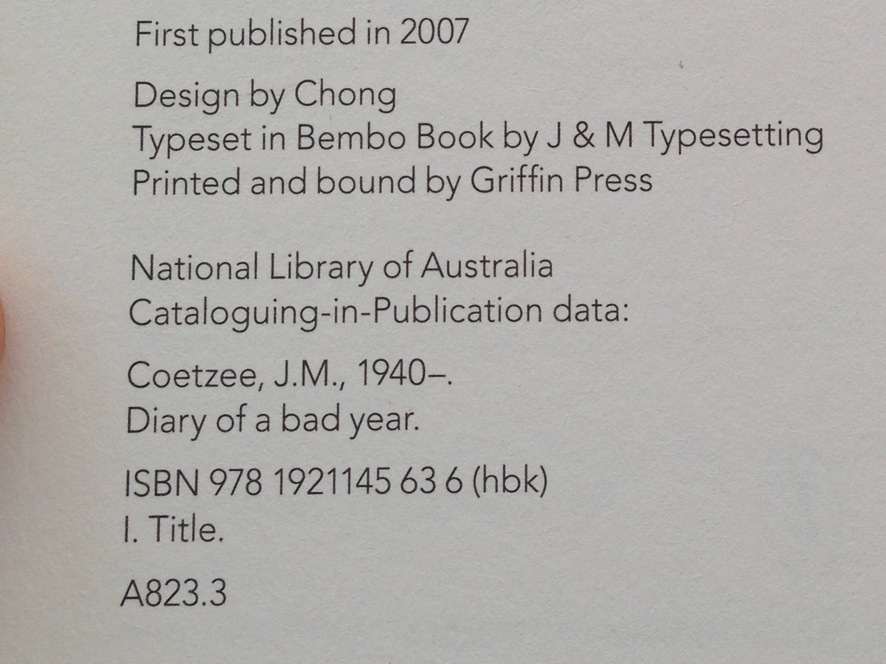 First published in 2007
Design by Chong
Typeset in Bembo Book by J & M Typesetting
Printed and bound by Griffin Press
National Library of Australia
Cataloguing-in-Publication data:
Coetzee, J.M., 1940–.
Diary of a bad year.
ISBN 978 1921145 63 6 (hbk)
I. Title.
A823.3